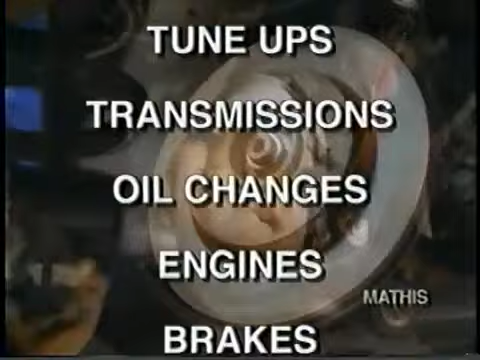 TUNE UPS
TRANSMISSIONS
OIL CHANGES
ENGINES
MATHIS
BRAKES